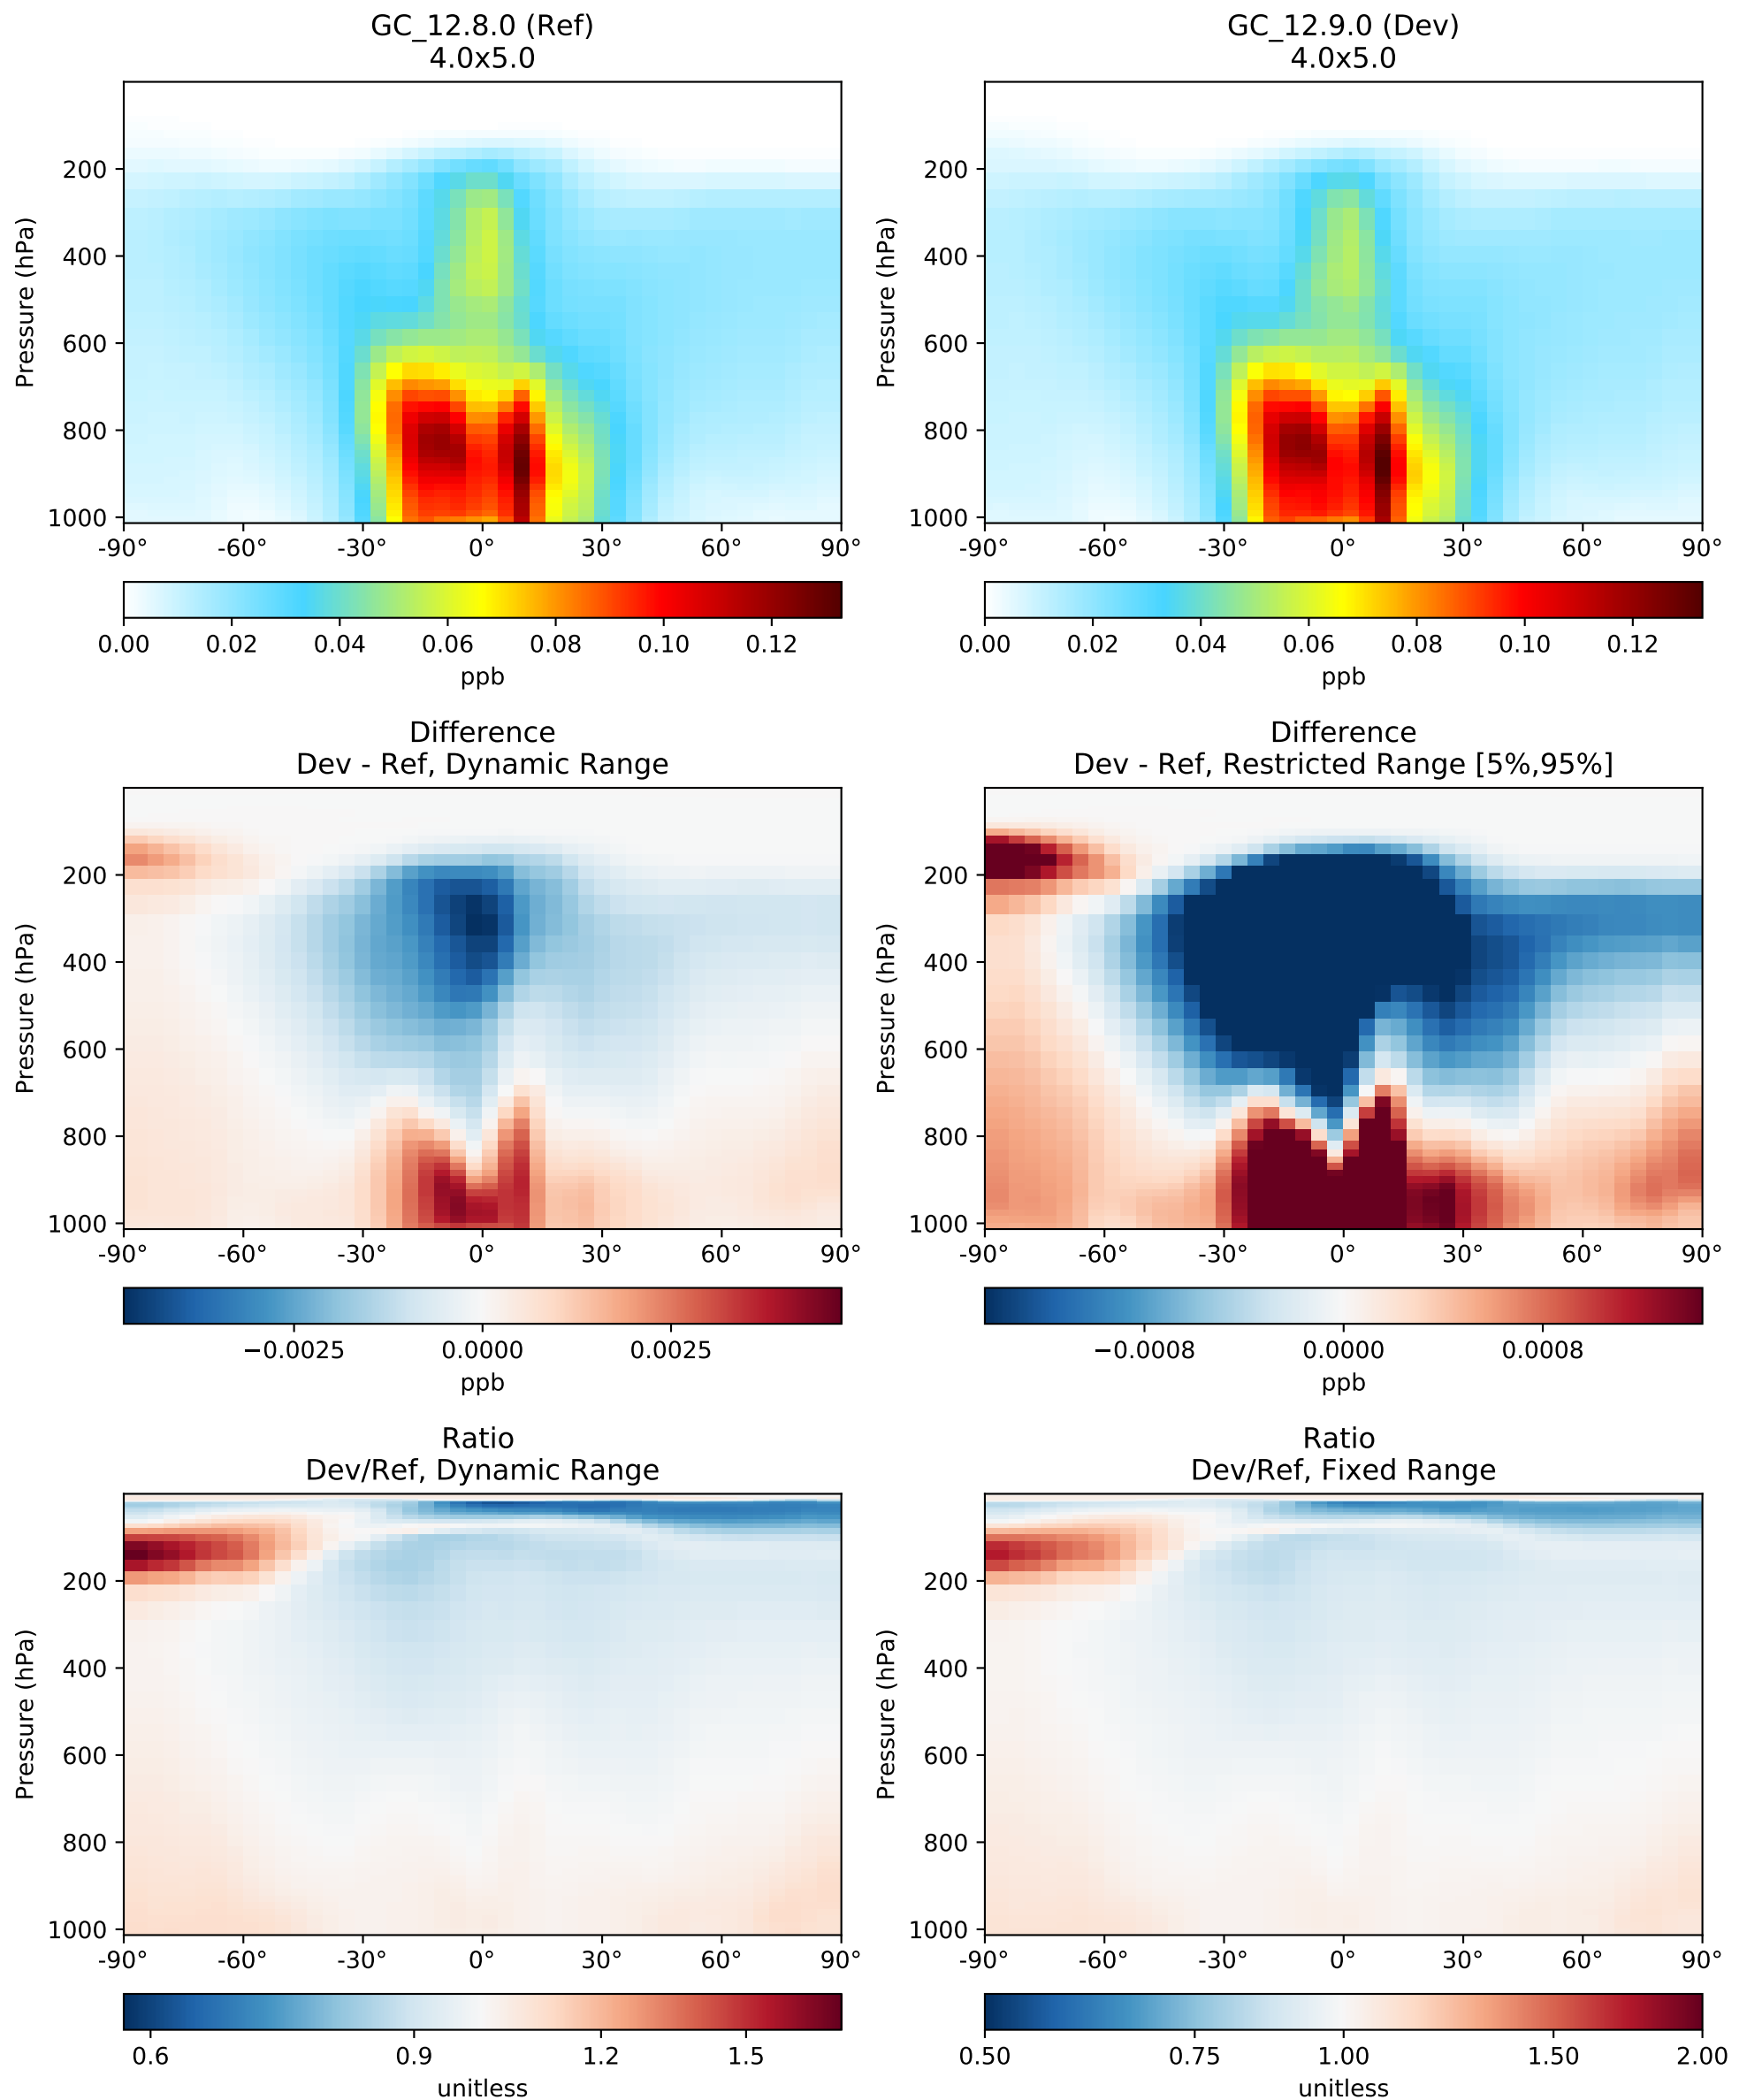 GC_12.8.0 (Ref)
4.0x5.0
Pressure (hPa)
200
400
600
800
1000
-90° -60° -30° 0° 30° 60° 90°
0.00 0.02 0.04 0.06 0.08 0.10 0.12
ppb
GC_12.9.0 (Dev)
4.0x5.0
Pressure (hPa)
200
400
600
800
1000
-90° -60° -30° 0° 30° 60° 90°
0.00 0.02 0.04 0.06 0.08 0.10 0.12
ppb
Difference
Dev - Ref, Dynamic Range
Pressure (hPa)
200
400
600
800
1000
-90° -60° -30° 0° 30° 60° 90°
−0.0025 0.0000 0.0025
ppb
Difference
Dev - Ref, Restricted Range [5%,95%]
Pressure (hPa)
200
400
600
800
1000
-90° -60° -30° 0° 30° 60° 90°
−0.0008 0.0000 0.0008
ppb
Ratio
Dev/Ref, Dynamic Range
Pressure (hPa)
200
400
600
800
1000
-90° -60° -30° 0° 30° 60° 90°
0.6 0.9 1.2 1.5
unitless
Ratio
Dev/Ref, Fixed Range
Pressure (hPa)
200
400
600
800
1000
-90° -60° -30° 0° 30° 60° 90°
0.50 0.75 1.00 1.50 2.00
unitless